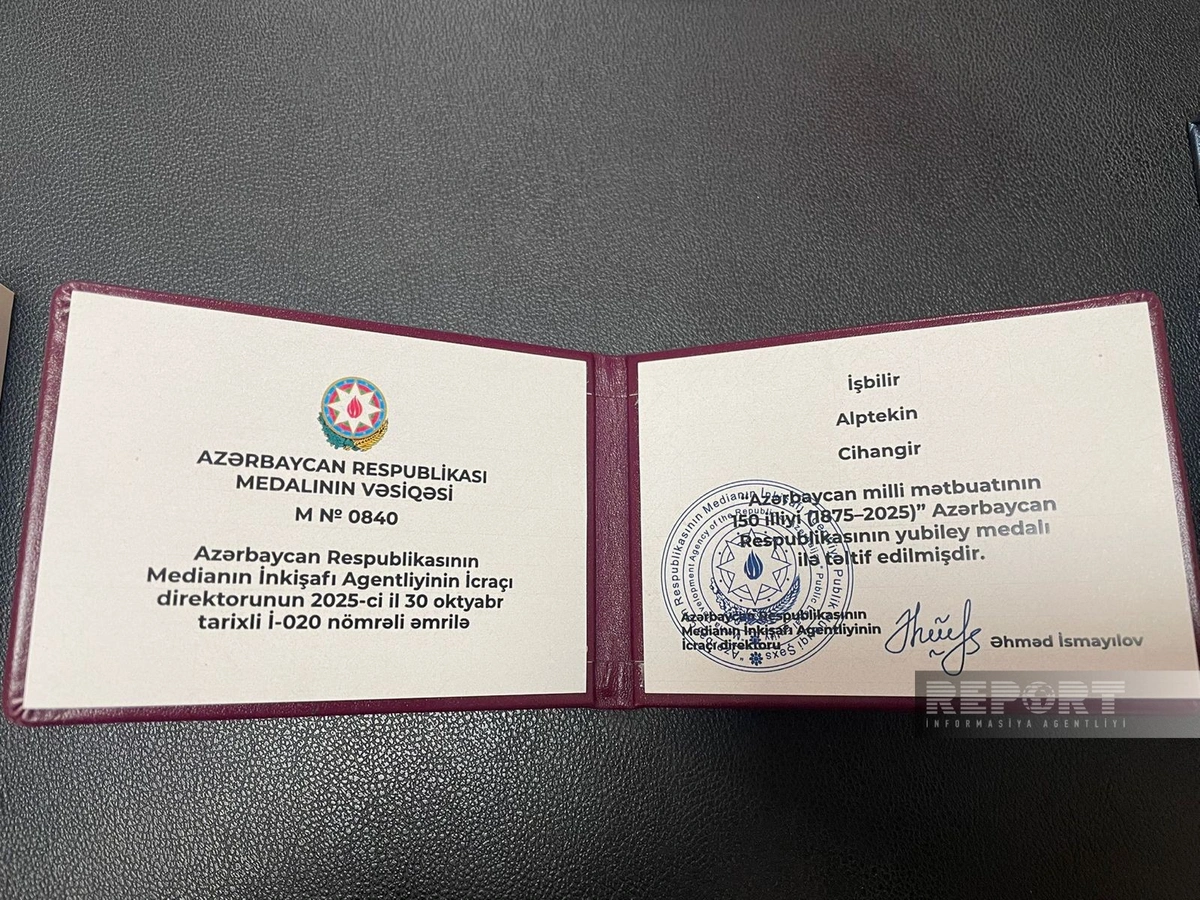 AZƏRBAYCAN RESPUBLİKASI
MEDALININ VƏSİQƏSİ
M № 0840
Azərbaycan Respublikasının
Medianın İnkişafı Agentliyinin İcraçı
direktorunun 2025-ci il 30 oktyabr
tarixli İ-020 nömrəli əmrilə
İşbilir
Alptekin
Cihangir
"Azərbaycan milli mətbuatının
150 illiyi (1875–2025)" Azərbaycan
Respublikasının yubiley medalı
ilə təltif edilmişdir.
Azərbaycan Respublikasının
Medianın İnkişafı Agentliyinin
İcraçı direktoru
Əhməd İsmayılov
REPORT
İNFORMASİYA AGENTLİYİ